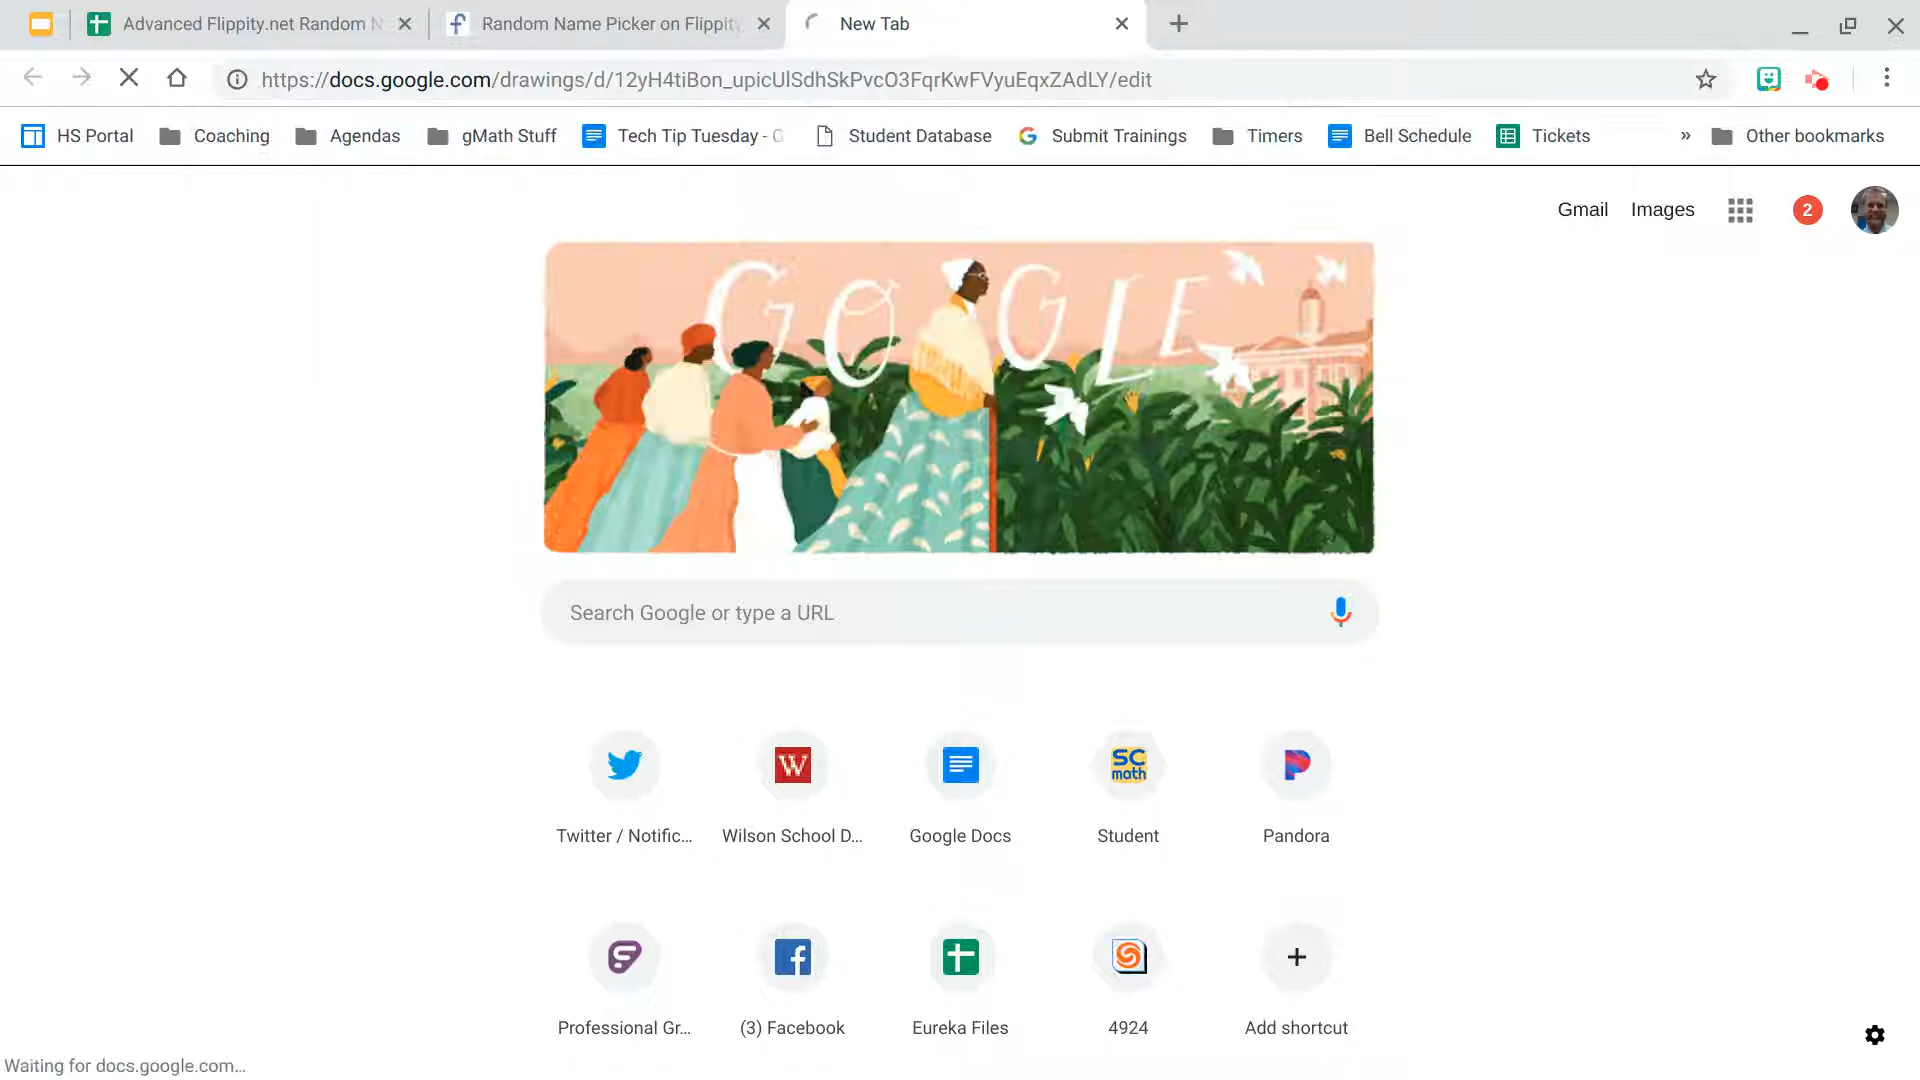 Advanced Flippity.net Random N
Random Name Picker on Flippity
New Tab
https://docs.google.com/drawings/d/12yH4tiBon_upicUlSdhSkPvcO3FqrKwFVyuEqxZAdLY/edit
HS Portal
Coaching
Agendas
gMath Stuff
Tech Tip Tuesday - G
Student Database
Submit Trainings
Timers
Bell Schedule
Tickets
»
Other bookmarks
Gmail
Images
2
GOOGLE
Search Google or type a URL
W
SC
math
Twitter / Notific...
Wilson School D...
Google Docs
Student
Pandora
Professional Gr...
(3) Facebook
Eureka Files
4924
Add shortcut
Waiting for docs.google.com...